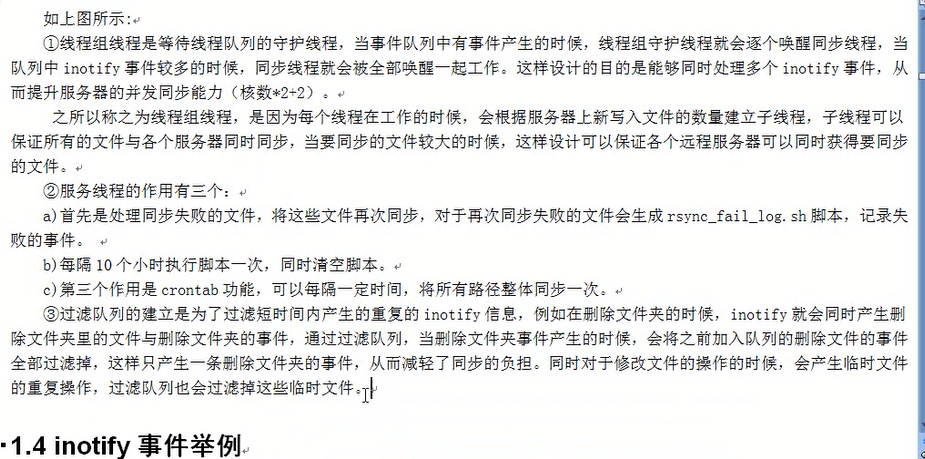 如上图所示:
①线程组线程是等待线程队列的守护线程，当事件队列中有事件产生的时候，线程组守护线程就会逐个唤醒同步线程，当
队列中 inotify 事件较多的时候，同步线程就会被全部唤醒一起工作。这样设计的目的是能够同时处理多个 inotify 事件，从
而提升服务器的并发同步能力（核数*2+2）。
之所以称之为线程组线程，是因为每个线程在工作的时候，会根据服务器上新写入文件的数量建立子线程，子线程可以
保证所有的文件与各个服务器同时同步，当要同步的文件较大的时候，这样设计可以保证各个远程服务器可以同时获得要同步
的文件。
②服务线程的作用有三个：
a)首先是处理同步失败的文件，将这些文件再次同步，对于再次同步失败的文件会生成 rsync_fail_log.sh 脚本，记录失
败的事件。
b)每隔 10 个小时执行脚本一次，同时清空脚本。
c)第三个作用是 crontab 功能，可以每隔一定时间，将所有路径整体同步一次。
③过滤队列的建立是为了过滤短时间内产生的重复的 inotify 信息，例如在删除文件夹的时候，inotify 就会同时产生删
除文件夹里的文件与删除文件夹的事件，通过过滤队列，当删除文件夹事件产生的时候，会将之前加入队列的删除文件的事件
全部过滤掉，这样只产生一条删除文件夹的事件，从而减轻了同步的负担。同时对于修改文件的操作的时候，会产生临时文件
的重复操作，过滤队列也会过滤掉这些临时文件。
1.4 inotify 事件举例